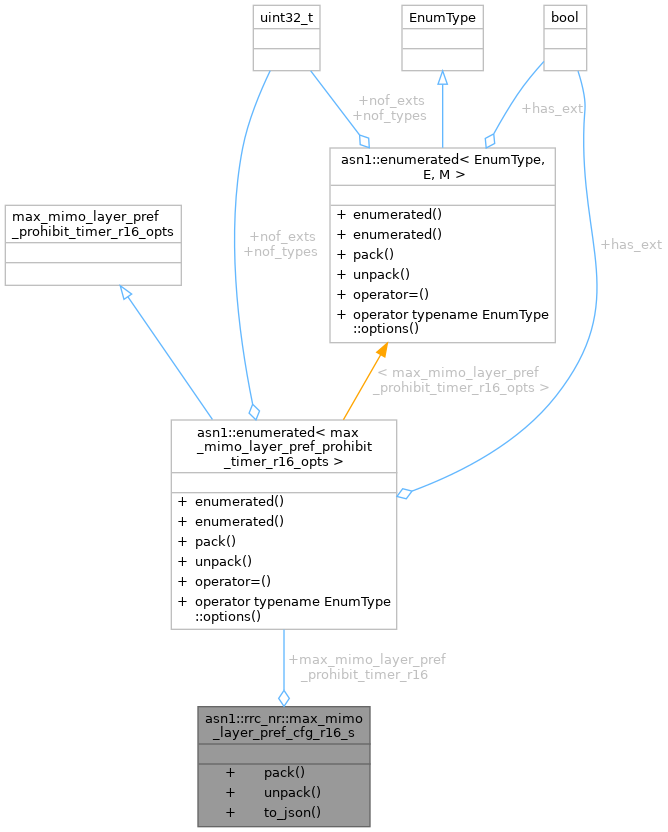 uint32_t
EnumType
bool
+nof_exts
+nof_types
+has_ext
asn1::enumerated< EnumType,
E, M >
+ enumerated()
+ enumerated()
+ pack()
+ unpack()
+ operator=()
+ operator typename EnumType
::options()
max_mimo_layer_pref
_prohibit_timer_r16_opts
+nof_exts
+nof_types
+has_ext
< max_mimo_layer_pref
_prohibit_timer_r16_opts >
asn1::enumerated< max
_mimo_layer_pref_prohibit
_timer_r16_opts >
+ enumerated()
+ enumerated()
+ pack()
+ unpack()
+ operator=()
+ operator typename EnumType
::options()
+max_mimo_layer_pref
_prohibit_timer_r16
asn1::rrc_nr::max_mimo
_layer_pref_cfg_r16_s
+ pack()
+ unpack()
+ to_json()